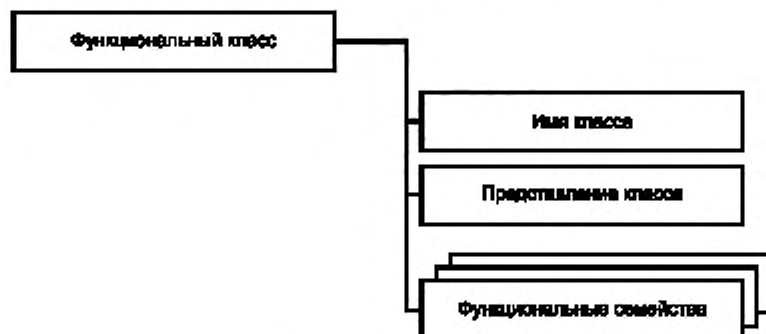 Функциональный класс
Имя класса
Представление класса
Функциональные семейства